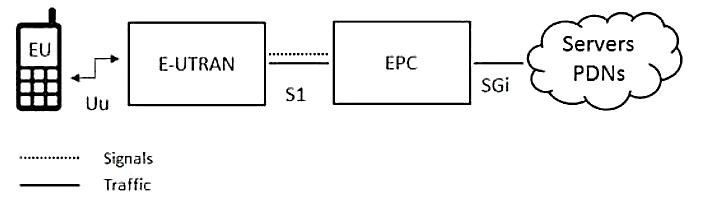 EU
E-UTRAN
EPC
Servers
PDNs
Uu
S1
SGi
Signals
Traffic